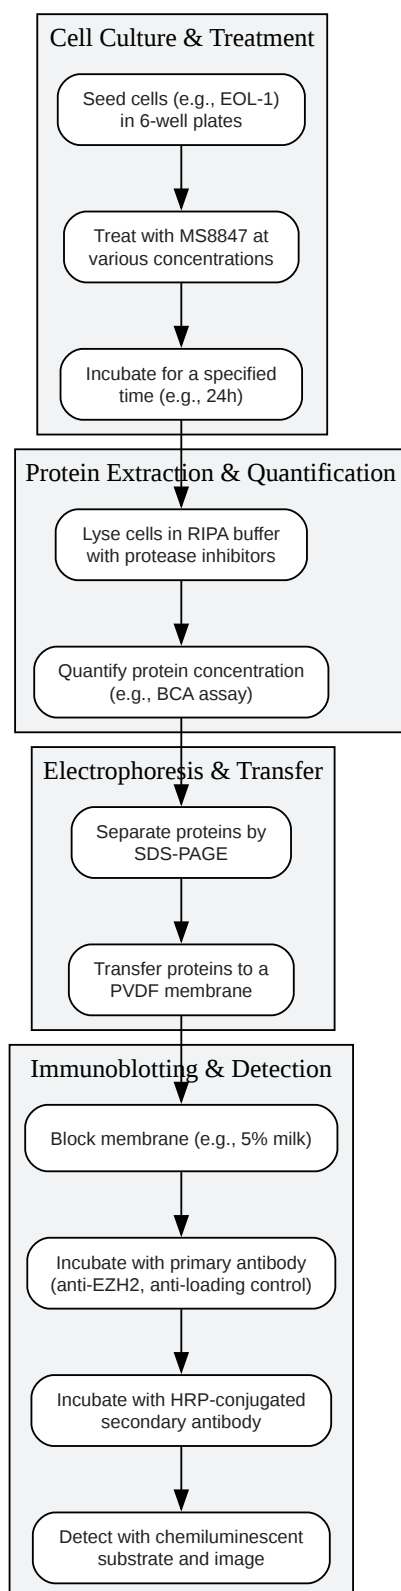 Cell Culture & Treatment
Seed cells (e.g., EOL-1)
in 6-well plates
Treat with MS8847 at
various concentrations
Incubate for a specified
time (e.g., 24h)
Protein Extraction & Quantification
Lyse cells in RIPA buffer
with protease inhibitors
Quantify protein concentration
(e.g., BCA assay)
Electrophoresis & Transfer
Separate proteins by
SDS-PAGE
Transfer proteins to a
PVDF membrane
Immunoblotting & Detection
Block membrane (e.g., 5% milk)
Incubate with primary antibody
(anti-EZH2, anti-loading control)
Incubate with HRP-conjugated
secondary antibody
Detect with chemiluminescent
substrate and image